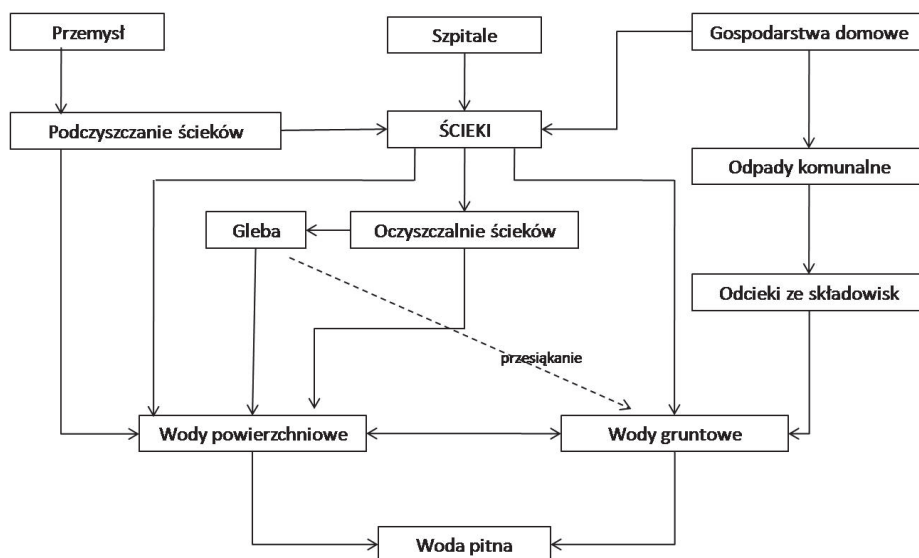 Przemysł
Szpitale
Gospodarstwa domowe
Podczyszczanie ścieków
ŚCIEKI
Odpady komunalne
Gleba
Oczyszczalnie ścieków
Odcieki ze składowisk
przesiąkanie
Wody powierzchniowe
Wody gruntowe
Woda pitna